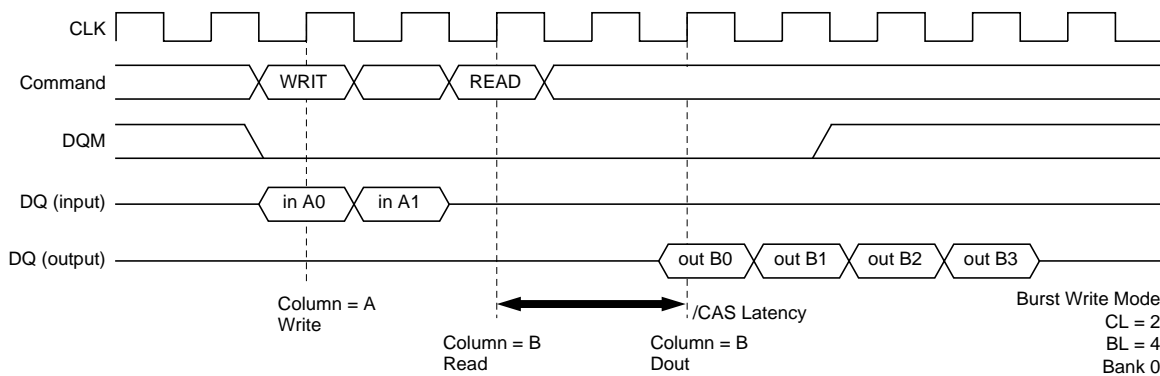 CLK
Command
WRIT
READ
DQM
DQ (input)
in A0
in A1
DQ (output)
out B0
out B1
out B2
out B3
Column = A
Write
/CAS Latency
Column = B
Read
Column = B
Dout
Burst Write Mode
CL = 2
BL = 4
Bank 0